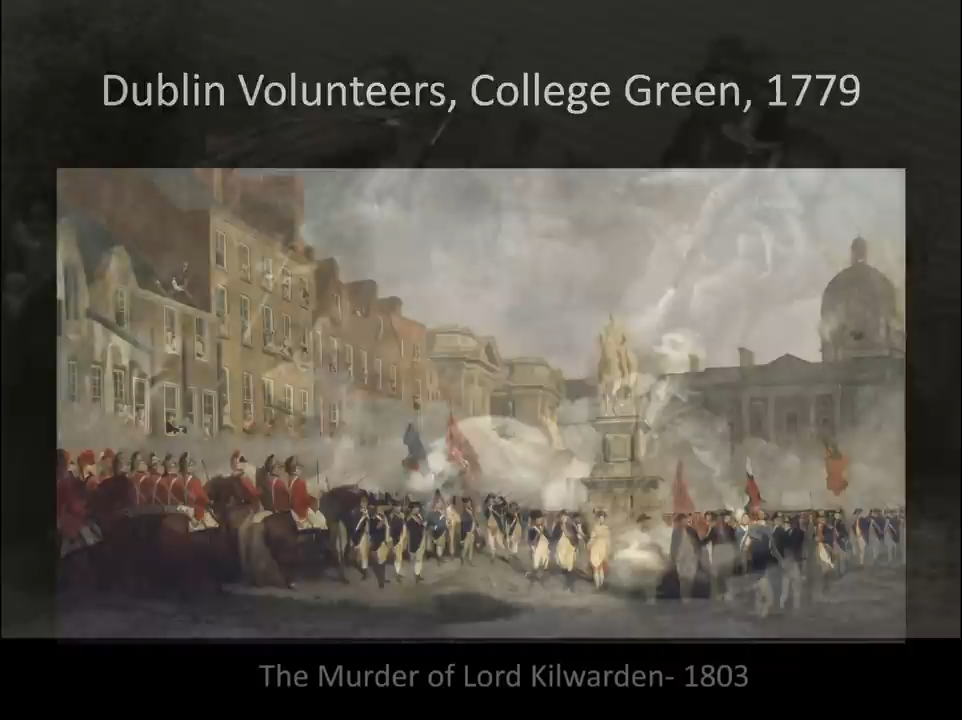 Dublin Volunteers, College Green, 1779
The Murder of Lord Kilwarden- 1803